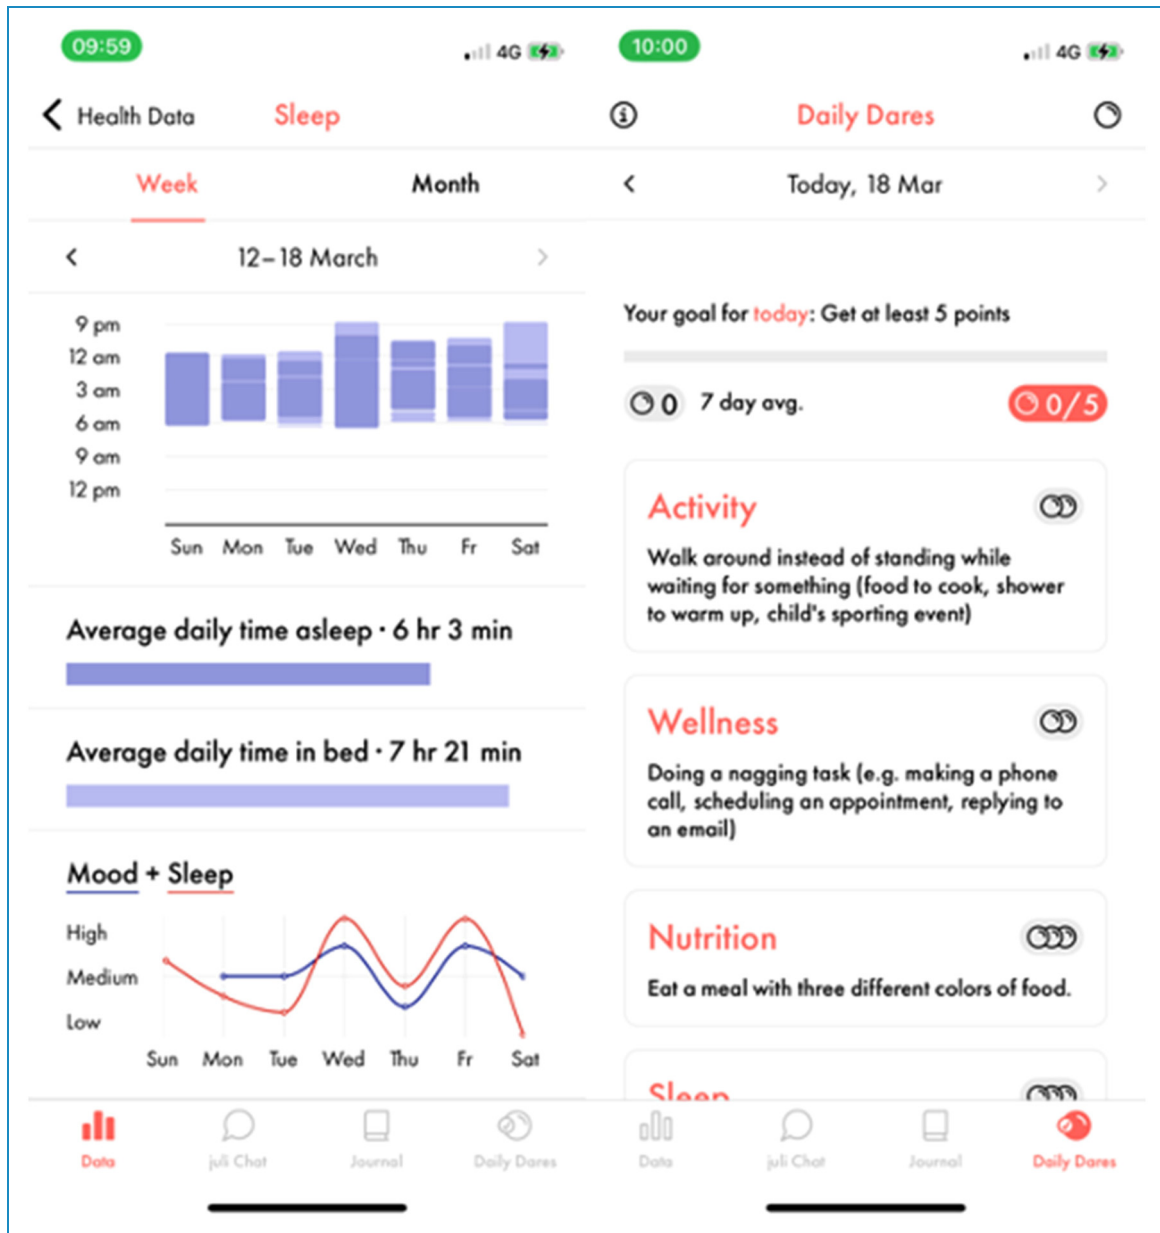 09:59
4G
Health Data
Sleep
Week
Month
12–18 March
9 pm
12 am
3 am
6 am
9 am
12 pm
Sun Mon Tue Wed Thu Fr Sat
Average daily time asleep · 6 hr 3 min
Average daily time in bed · 7 hr 21 min
Mood + Sleep
High
Medium
Low
Sun Mon Tue Wed Thu Fr Sat
Data
juli Chat
Journal
Daily Dares
10:00
4G
Daily Dares
Today, 18 Mar
Your goal for today: Get at least 5 points
0
7 day avg.
0/5
Activity
Walk around instead of standing while
waiting for something (food to cook, shower
to warm up, child's sporting event)
Wellness
Doing a nagging task (e.g. making a phone
call, scheduling an appointment, replying to
an email)
Nutrition
Eat a meal with three different colors of food.
Sleep
Data
juli Chat
Journal
Daily Dares